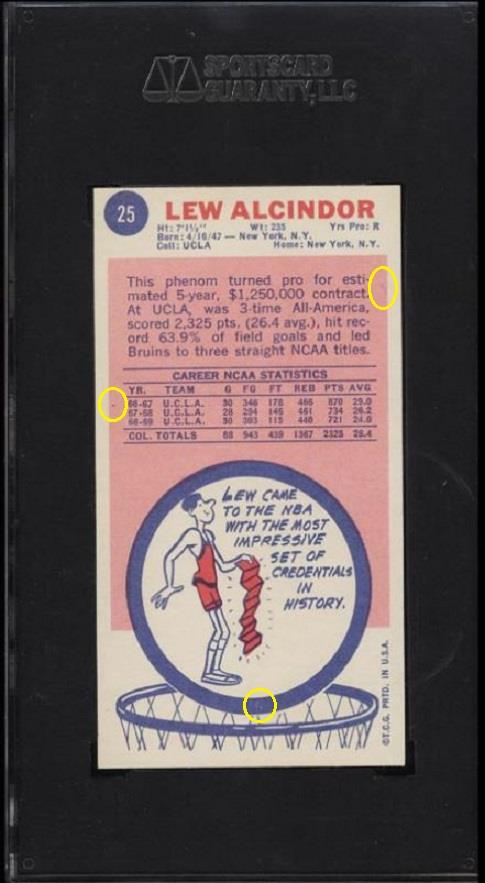 SPORTSCARD
GUARANTY, LLC
25
LEW ALCINDOR
Ht: 7'1½" Wt: 235 Yrs Pro: R
Born: 4/16/47 — New York, N.Y.
Coll: UCLA Home: New York, N.Y.
This phenom turned pro for esti-
mated 5-year, $1,250,000 contract.
At UCLA, was 3-time All-America,
scored 2,325 pts, (26.4 avg.), hit rec-
ord 63.9% of field goals and led
Bruins to three straight NCAA titles.
CAREER NCAA STATISTICS
YR. TEAM G FG FT REB PTS AVG
66-67 U.C.L.A. 30 346 178 466 870 29.0
67-68 U.C.L.A. 28 294 146 461 734 26.2
68-69 U.C.L.A. 30 303 115 440 721 24.0
COL. TOTALS 88 943 439 1367 2325 26.4
LEW CAME
TO THE NBA
WITH THE MOST
IMPRESSIVE
SET OF
CREDENTIALS
IN
HISTORY.
©T.C.G. PRTD. IN U.S.A.